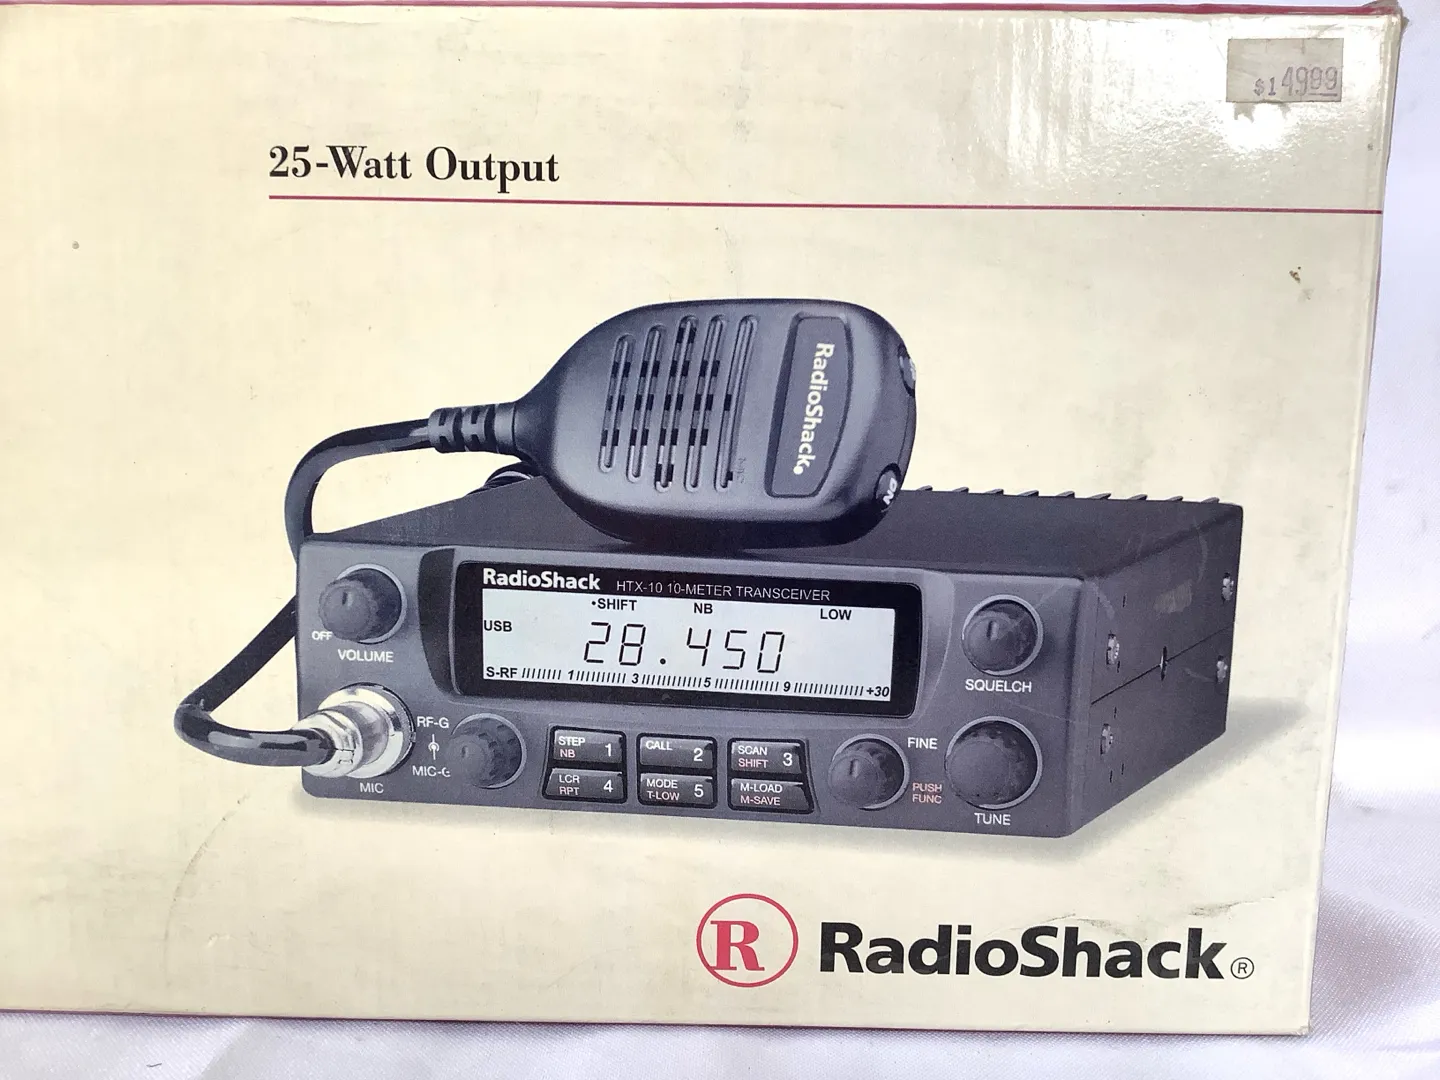 $149.99
25-Watt Output
RadioShack.
DN
RadioShack HTX-10 10-METER TRANSCEIVER
•SHIFT NB LOW
USB 28.450
S-RF 1 3 5 9 +30
OFF
VOLUME
SQUELCH
RF-G
MIC-G
MIC
STEP NB 1
CALL 2
SCAN SHIFT 3
LCR RPT 4
MODE T-LOW 5
M-LOAD M-SAVE
FINE
PUSH
FUNC
TUNE
R RadioShack®